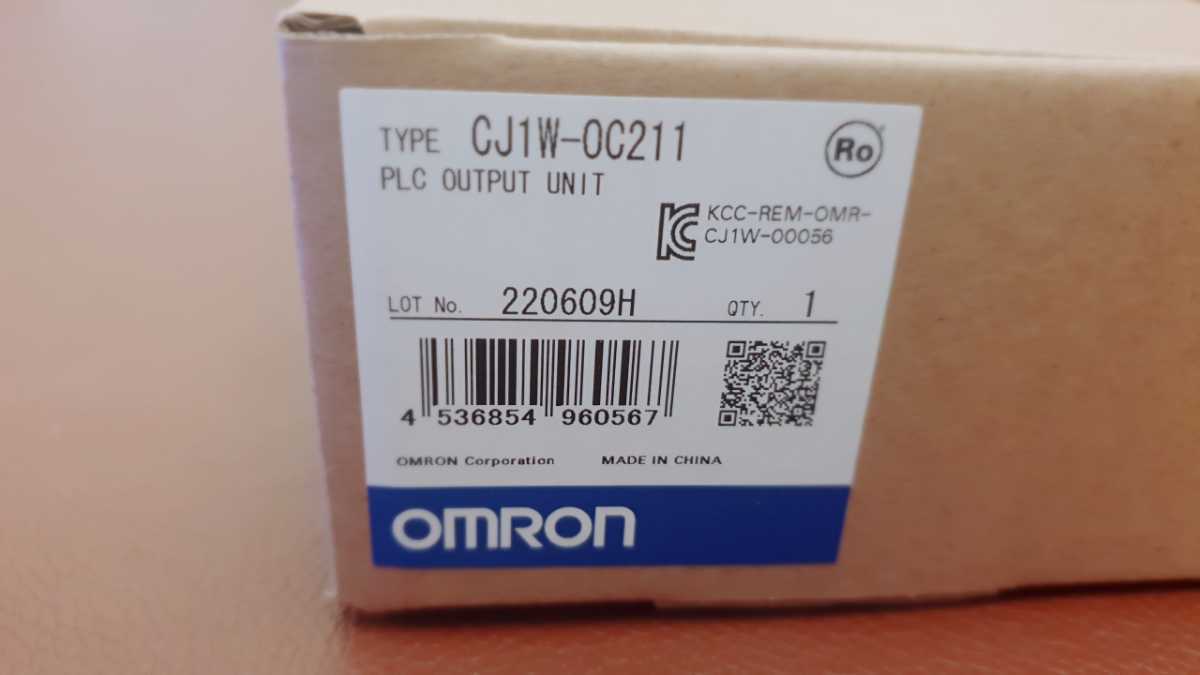 TYPE CJ1W-OC211
PLC OUTPUT UNIT
Ro
KCC-REM-OMR-
CJ1W-00056
LOT No. 220609H QTY. 1
4 536854 960567
OMRON Corporation MADE IN CHINA
OMRON